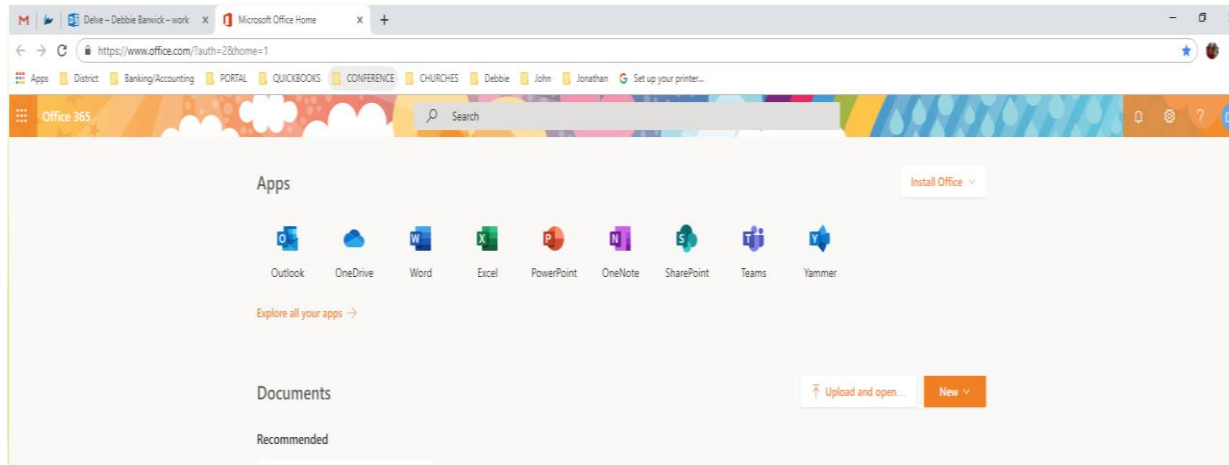 Delve – Debbie Barwick – work X Microsoft Office Home X +
https://www.office.com/?auth=2&home=1
Apps District Banking/Accounting PORTAL QUICKBOOKS CONFERENCE CHURCHES Debbie John Jonathan Set up your printer...
Office 365 Search ?
Apps Install Office
Outlook OneDrive Word Excel PowerPoint OneNote SharePoint Teams Yammer
Explore all your apps →
Documents Upload and open... New
Recommended